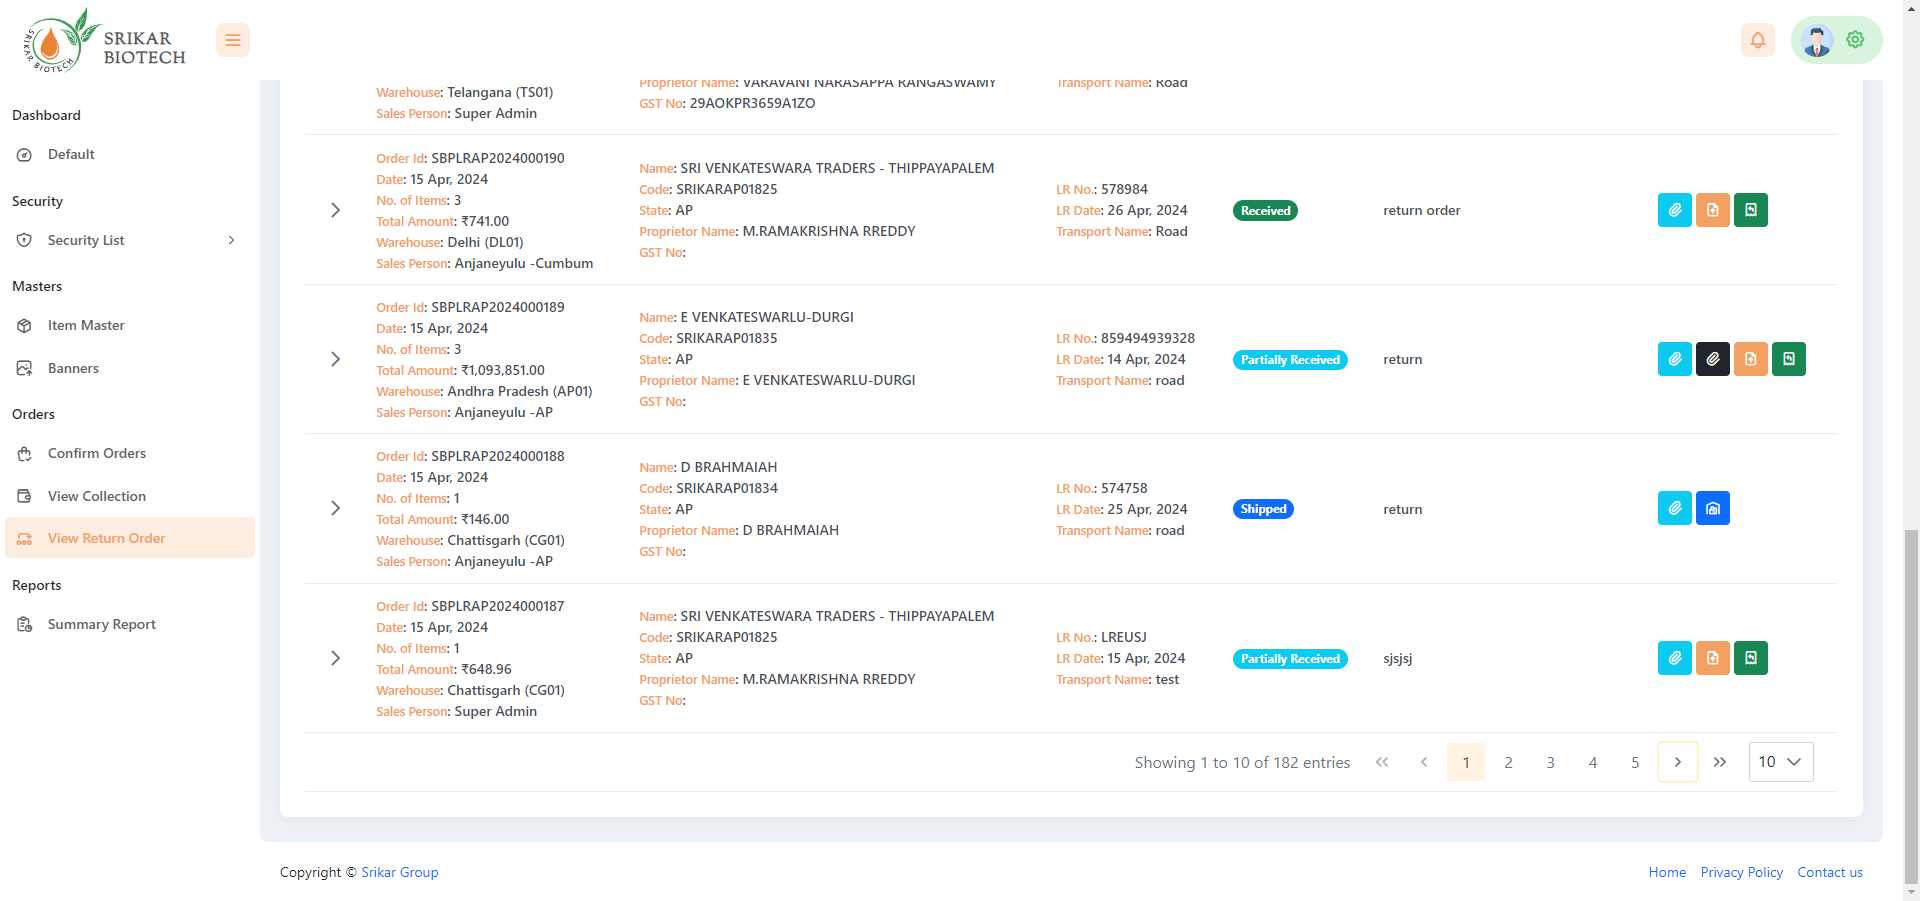 SRIKAR
BIOTECH
SRIKAR BIOTECH
Dashboard
Default
Security
Security List
Masters
Item Master
Banners
Orders
Confirm Orders
View Collection
View Return Order
Reports
Summary Report
Warehouse: Telangana (TS01)
Sales Person: Super Admin
Proprietor Name: VARAVANI NARASAPPA RANGASWAMY
GST No: 29AOKPR3659A1ZO
Transport Name: Road
Order Id: SBPLRAP2024000190
Date: 15 Apr, 2024
No. of Items: 3
Total Amount: ₹741.00
Warehouse: Delhi (DL01)
Sales Person: Anjaneyulu -Cumbum
Name: SRI VENKATESWARA TRADERS - THIPPAYAPALEM
Code: SRIKARAP01825
State: AP
Proprietor Name: M.RAMAKRISHNA RREDDY
GST No:
LR No.: 578984
LR Date: 26 Apr, 2024
Transport Name: Road
Received
return order
Order Id: SBPLRAP2024000189
Date: 15 Apr, 2024
No. of Items: 3
Total Amount: ₹1,093,851.00
Warehouse: Andhra Pradesh (AP01)
Sales Person: Anjaneyulu -AP
Name: E VENKATESWARLU-DURGI
Code: SRIKARAP01835
State: AP
Proprietor Name: E VENKATESWARLU-DURGI
GST No:
LR No.: 859494939328
LR Date: 14 Apr, 2024
Transport Name: road
Partially Received
return
Order Id: SBPLRAP2024000188
Date: 15 Apr, 2024
No. of Items: 1
Total Amount: ₹146.00
Warehouse: Chattisgarh (CG01)
Sales Person: Anjaneyulu -AP
Name: D BRAHMAIAH
Code: SRIKARAP01834
State: AP
Proprietor Name: D BRAHMAIAH
GST No:
LR No.: 574758
LR Date: 25 Apr, 2024
Transport Name: road
Shipped
return
Order Id: SBPLRAP2024000187
Date: 15 Apr, 2024
No. of Items: 1
Total Amount: ₹648.96
Warehouse: Chattisgarh (CG01)
Sales Person: Super Admin
Name: SRI VENKATESWARA TRADERS - THIPPAYAPALEM
Code: SRIKARAP01825
State: AP
Proprietor Name: M.RAMAKRISHNA RREDDY
GST No:
LR No.: LREUSJ
LR Date: 15 Apr, 2024
Transport Name: test
Partially Received
sjsjsj
Showing 1 to 10 of 182 entries
1 2 3 4 5
10
Copyright © Srikar Group
Home Privacy Policy Contact us